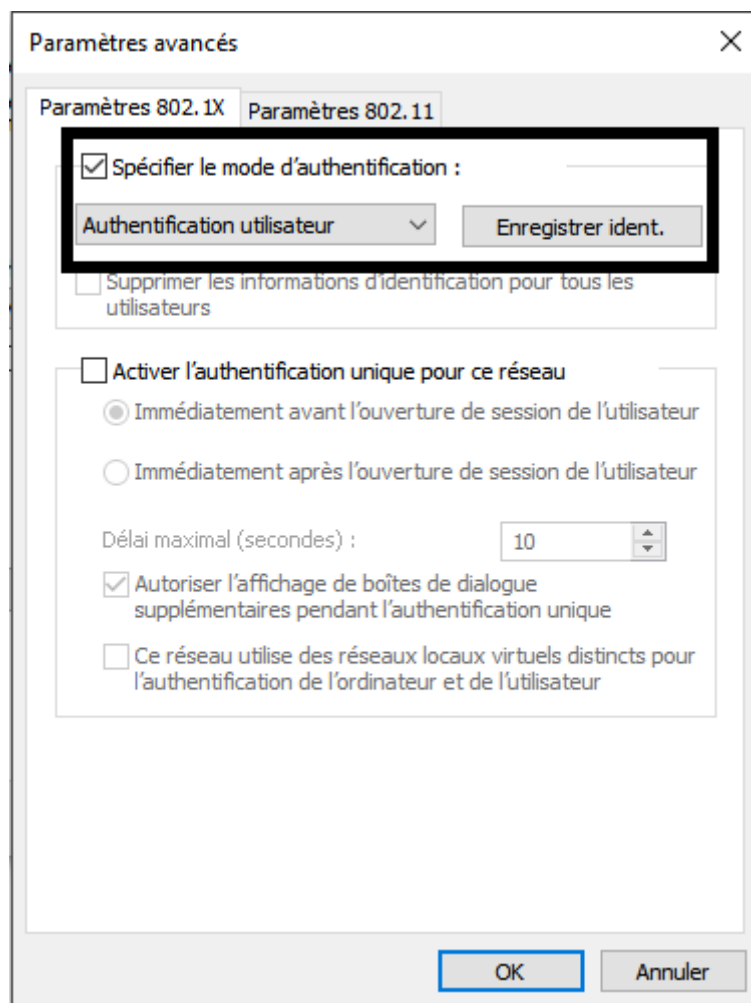 Paramètres avancés
Paramètres 802.1X
Paramètres 802.11
Spécifier le mode d'authentification :
Authentification utilisateur
Enregistrer ident.
Supprimer les informations d'identification pour tous les
utilisateurs
Activer l'authentification unique pour ce réseau
Immédiatement avant l'ouverture de session de l'utilisateur
Immédiatement après l'ouverture de session de l'utilisateur
Délai maximal (secondes) :
10
Autoriser l'affichage de boîtes de dialogue
supplémentaires pendant l'authentification unique
Ce réseau utilise des réseaux locaux virtuels distincts pour
l'authentification de l'ordinateur et de l'utilisateur
OK
Annuler